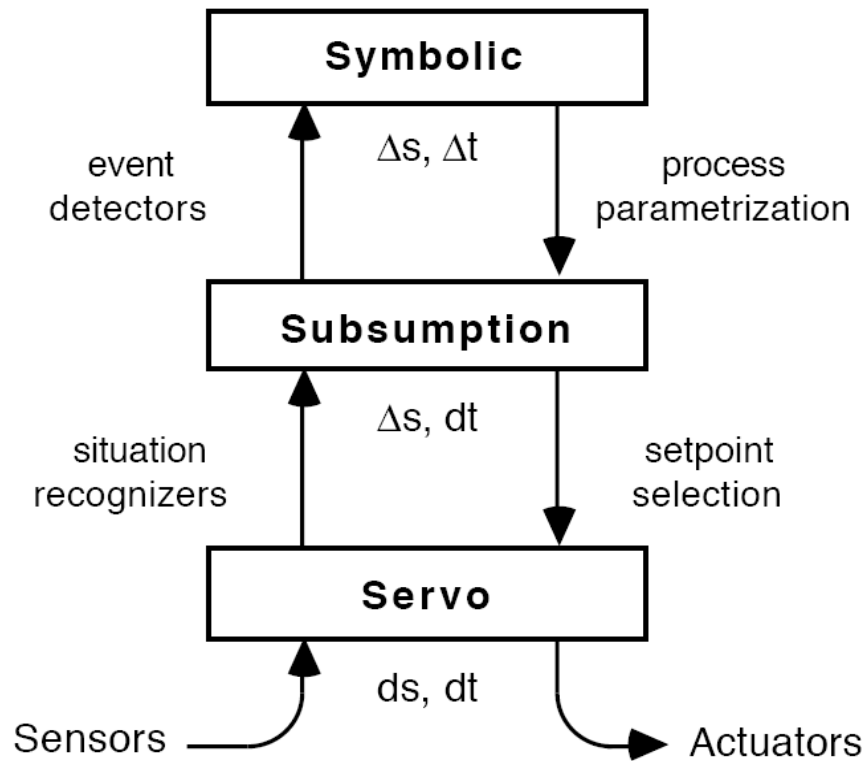 Symbolic
event
detectors
Δs, Δt
process
parametrization
Subsumption
situation
recognizers
Δs, dt
setpoint
selection
Servo
Sensors
ds, dt
Actuators